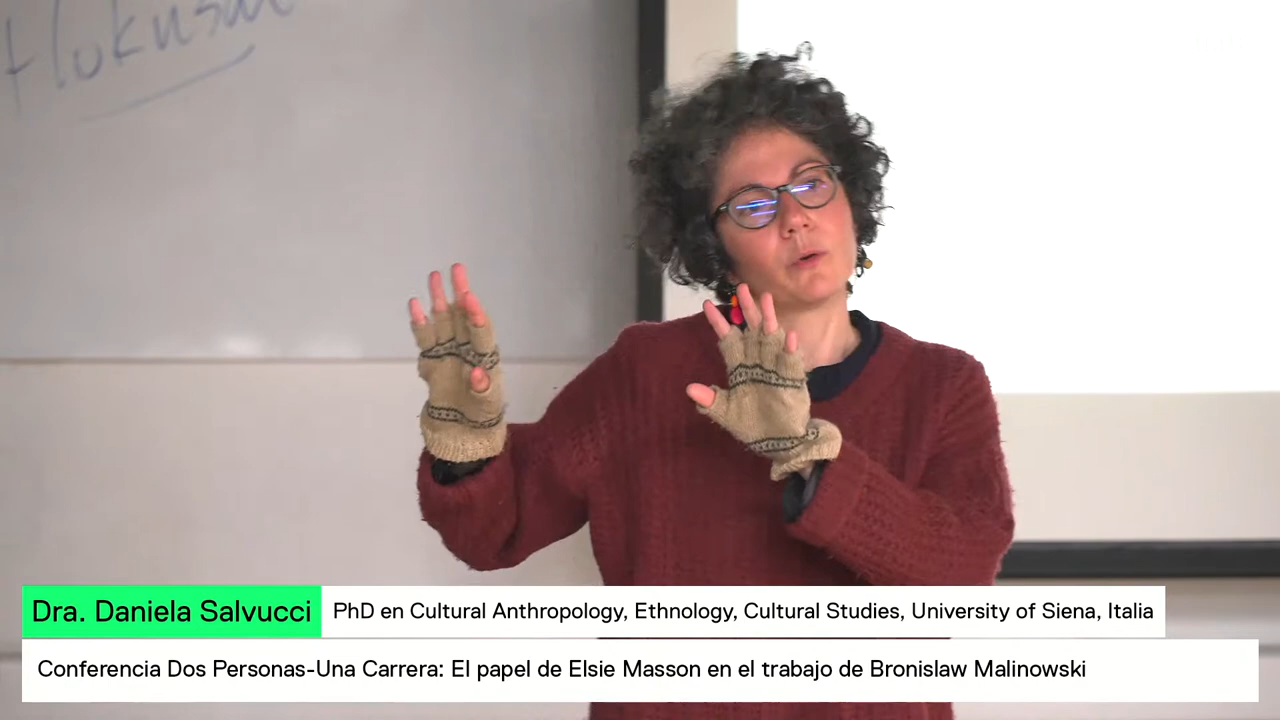 Dra. Daniela Salvucci
PhD en Cultural Anthropology, Ethnology, Cultural Studies, University of Siena, Italia
Conferencia Dos Personas-Una Carrera: El papel de Elsie Masson en el trabajo de Bronislaw Malinowski